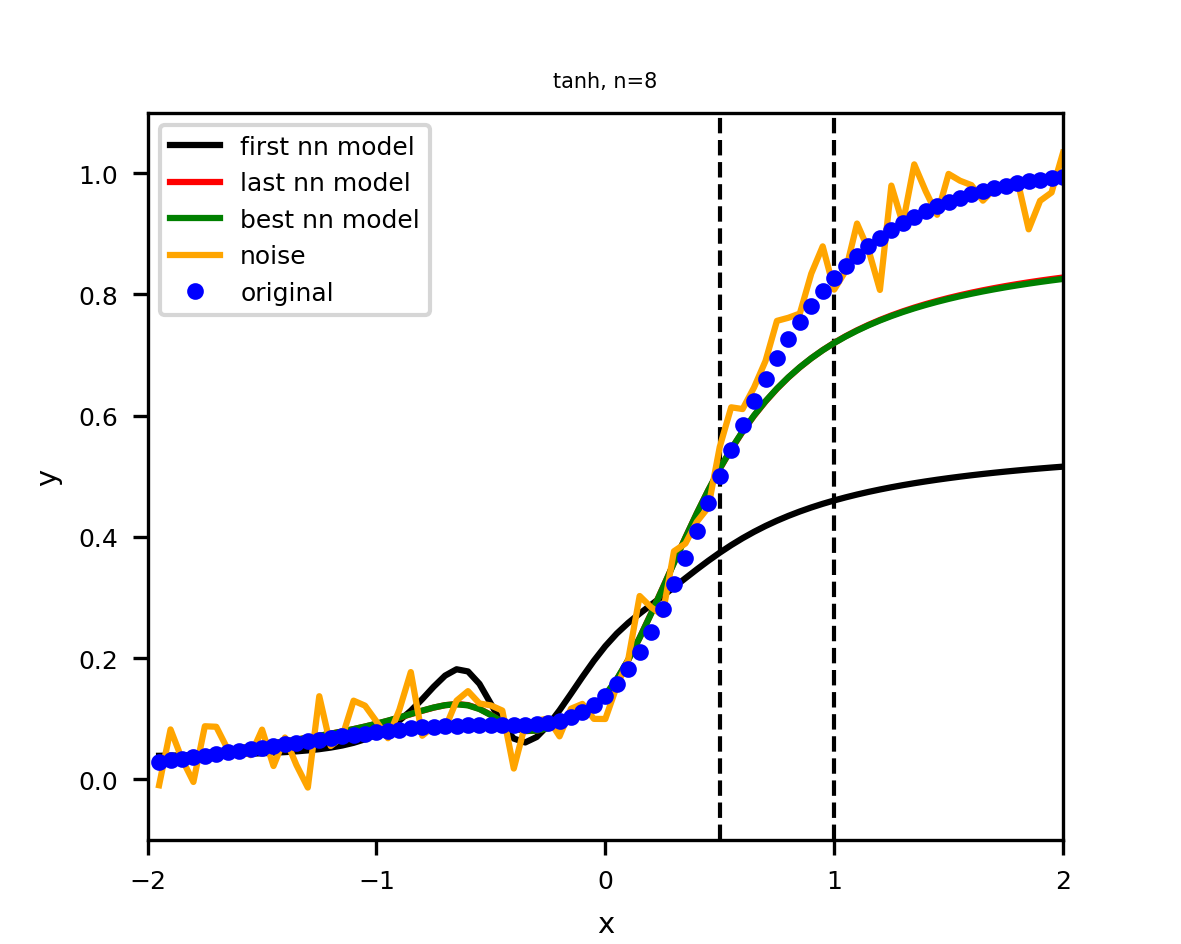 tanh, n=8
first nn model
last nn model
best nn model
noise
original
1.0
0.8
0.6
0.4
0.2
0.0
y
−2
−1
0
1
2
x